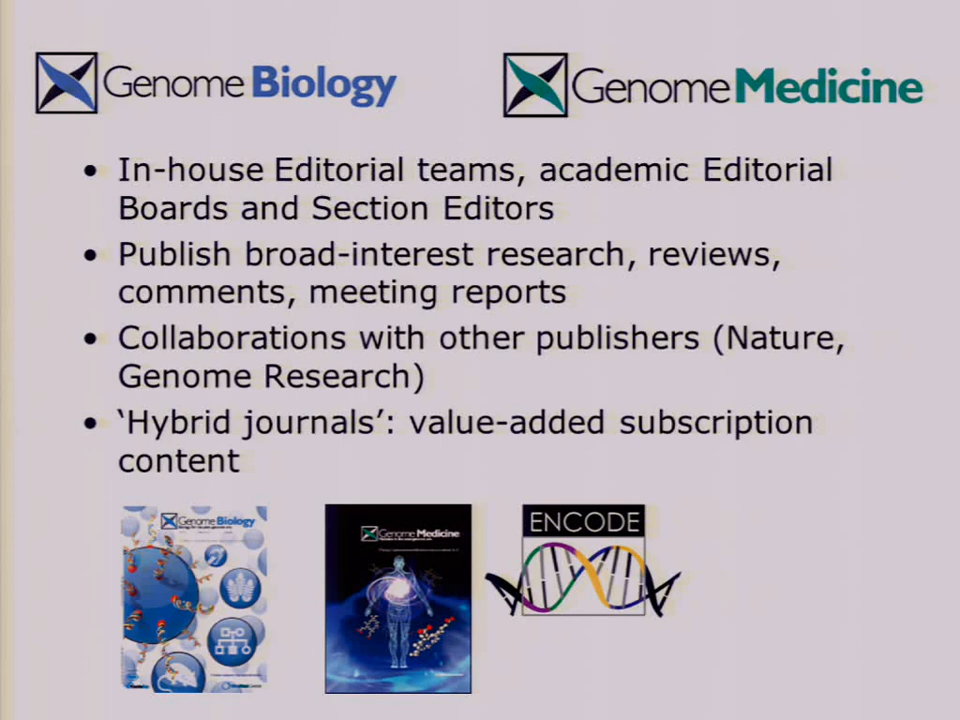 Genome Biology
Genome Medicine
• In-house Editorial teams, academic Editorial
Boards and Section Editors
• Publish broad-interest research, reviews,
comments, meeting reports
• Collaborations with other publishers (Nature,
Genome Research)
• ‘Hybrid journals’: value-added subscription
content
Genome Biology
Genome Medicine
ENCODE